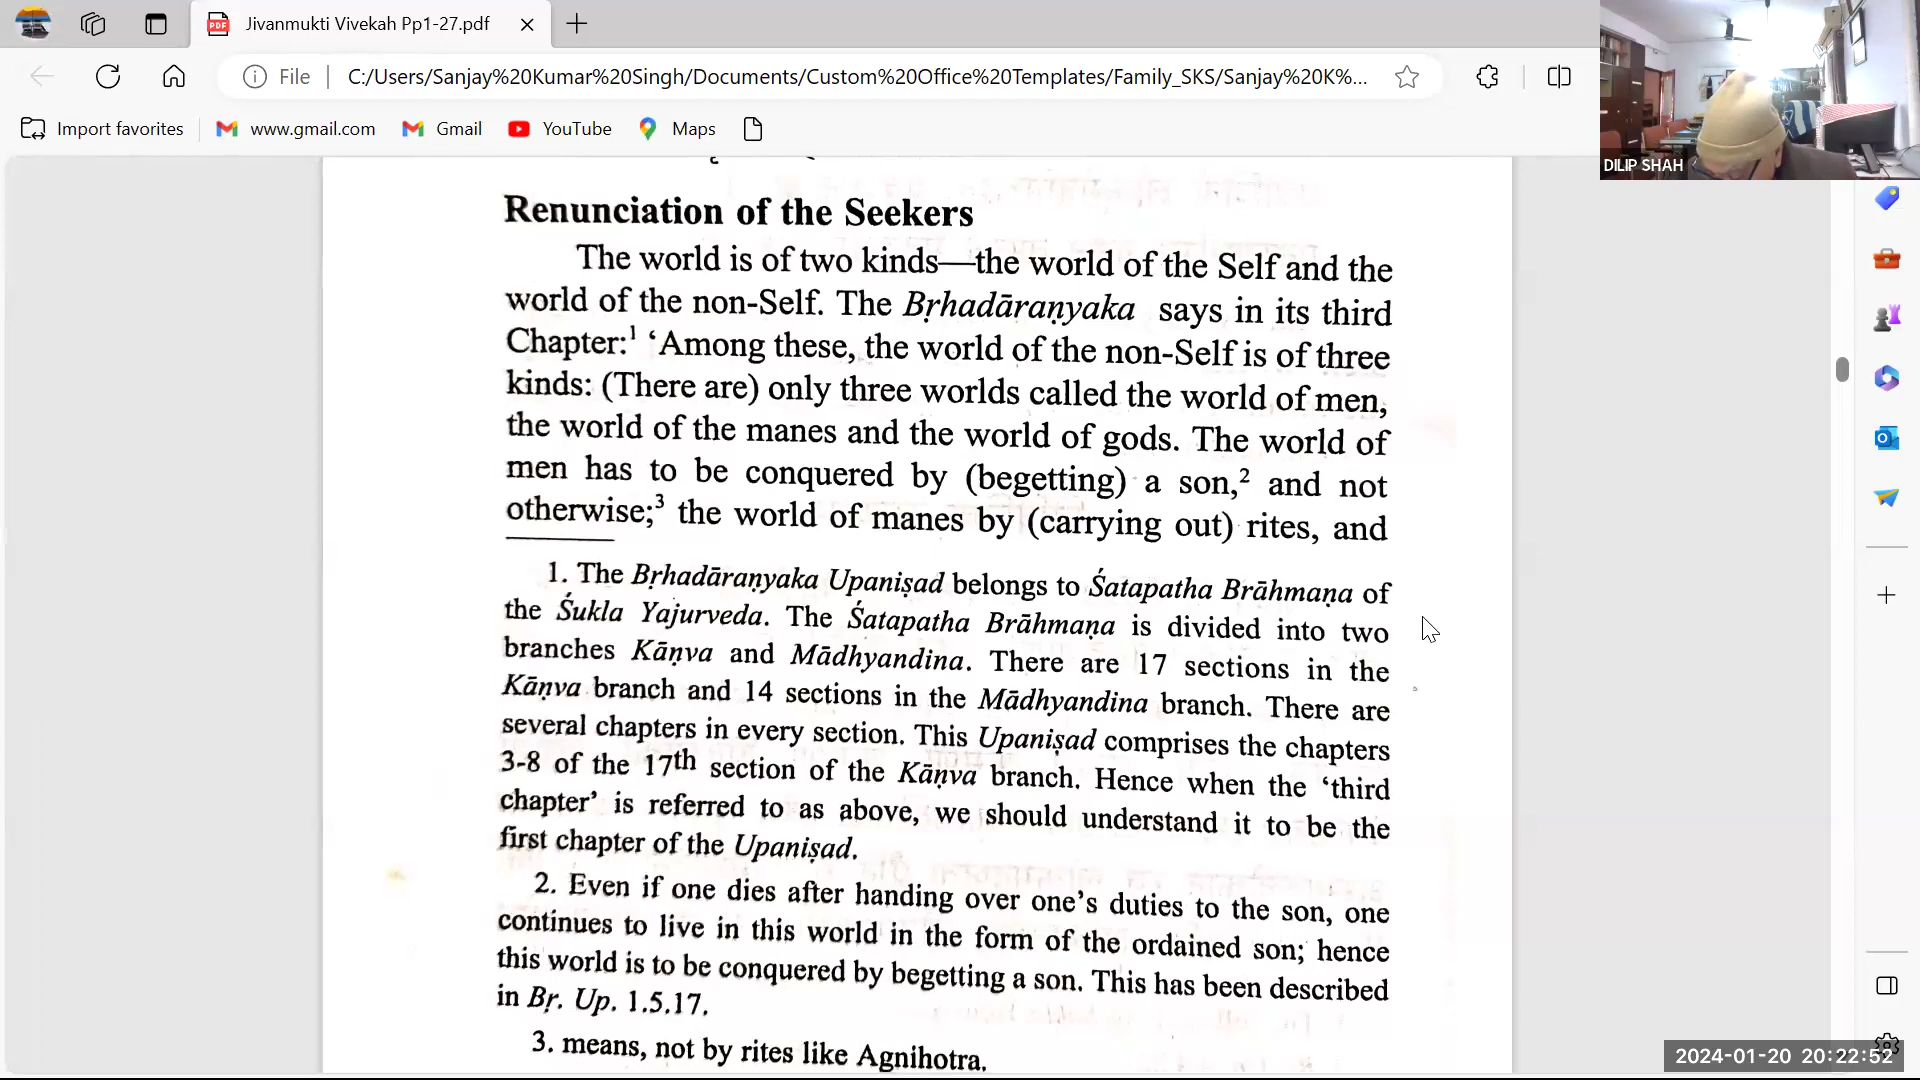 Jivanmukti Vivekah Pp1-27.pdf
File
C:/Users/Sanjay%20Kumar%20Singh/Documents/Custom%20Office%20Templates/Family_SKS/Sanjay%20K%...
Import favorites
www.gmail.com
Gmail
YouTube
Maps
DILIP SHAH
Renunciation of the Seekers
The world is of two kinds—the world of the Self and the
world of the non-Self. The Bṛhadāraṇyaka says in its third
Chapter:¹ ‘Among these, the world of the non-Self is of three
kinds: (There are) only three worlds called the world of men,
the world of the manes and the world of gods. The world of
men has to be conquered by (begetting) a son,² and not
otherwise;³ the world of manes by (carrying out) rites, and
1. The Bṛhadāraṇyaka Upaniṣad belongs to Śatapatha Brāhmaṇa of
the Śukla Yajurveda. The Śatapatha Brāhmaṇa is divided into two
branches Kāṇva and Mādhyandina. There are 17 sections in the
Kāṇva branch and 14 sections in the Mādhyandina branch. There are
several chapters in every section. This Upaniṣad comprises the chapters
3-8 of the 17th section of the Kāṇva branch. Hence when the ‘third
chapter’ is referred to as above, we should understand it to be the
first chapter of the Upaniṣad.
2. Even if one dies after handing over one’s duties to the son, one
continues to live in this world in the form of the ordained son; hence
this world is to be conquered by begetting a son. This has been described
in Bṛ. Up. 1.5.17.
3. means, not by rites like Agnihotra.
2024-01-20 20:22:52